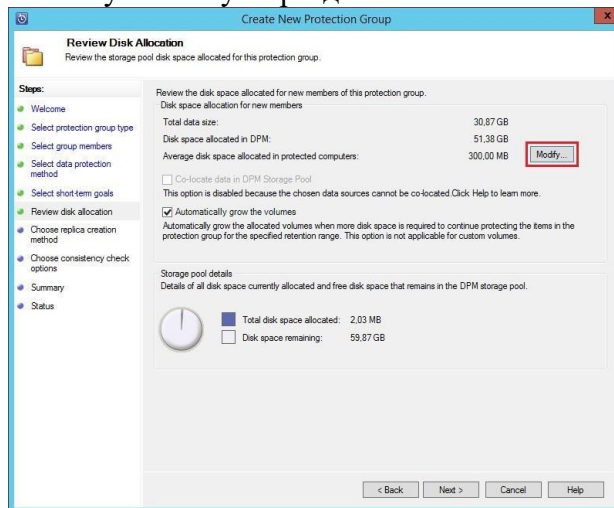 Create New Protection Group
x
Review Disk Allocation
Review the storage pool disk space allocated for this protection group.
Steps:
Welcome
Select protection group type
Select group members
Select data protection
method
Select short-term goals
Review disk allocation
Choose replica creation
method
Choose consistency check
options
Summary
Status
Review the disk space allocated for new members of this protection group.
Disk space allocation for new members
Total data size: 30,87 GB
Disk space allocated in DPM: 51,38 GB
Average disk space allocated in protected computers: 300,00 MB Modify...
Co-locate data in DPM Storage Pool
This option is disabled because the chosen data sources cannot be co-located.Click Help to learn more.
Automatically grow the volumes
Automatically grow the allocated volumes when more disk space is required to continue protecting the items in the
protection group for the specified retention range. This option is not applicable for custom volumes.
Storage pool details
Details of all disk space currently allocated and free disk space that remains in the DPM storage pool.
Total disk space allocated: 2,03 MB
Disk space remaining: 59,87 GB
< Back Next > Cancel Help